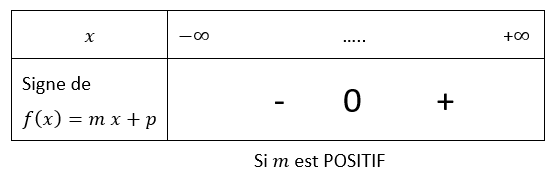 x −∞ ..... +∞
Signe de
f(x) = m x + p - 0 +
Si m est POSITIF